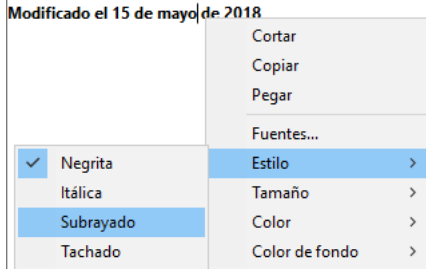 Modificado el 15 de mayo de 2018
Cortar
Copiar
Pegar
Fuentes...
Estilo
Tamaño
Color
Color de fondo
Negrita
Itálica
Subrayado
Tachado